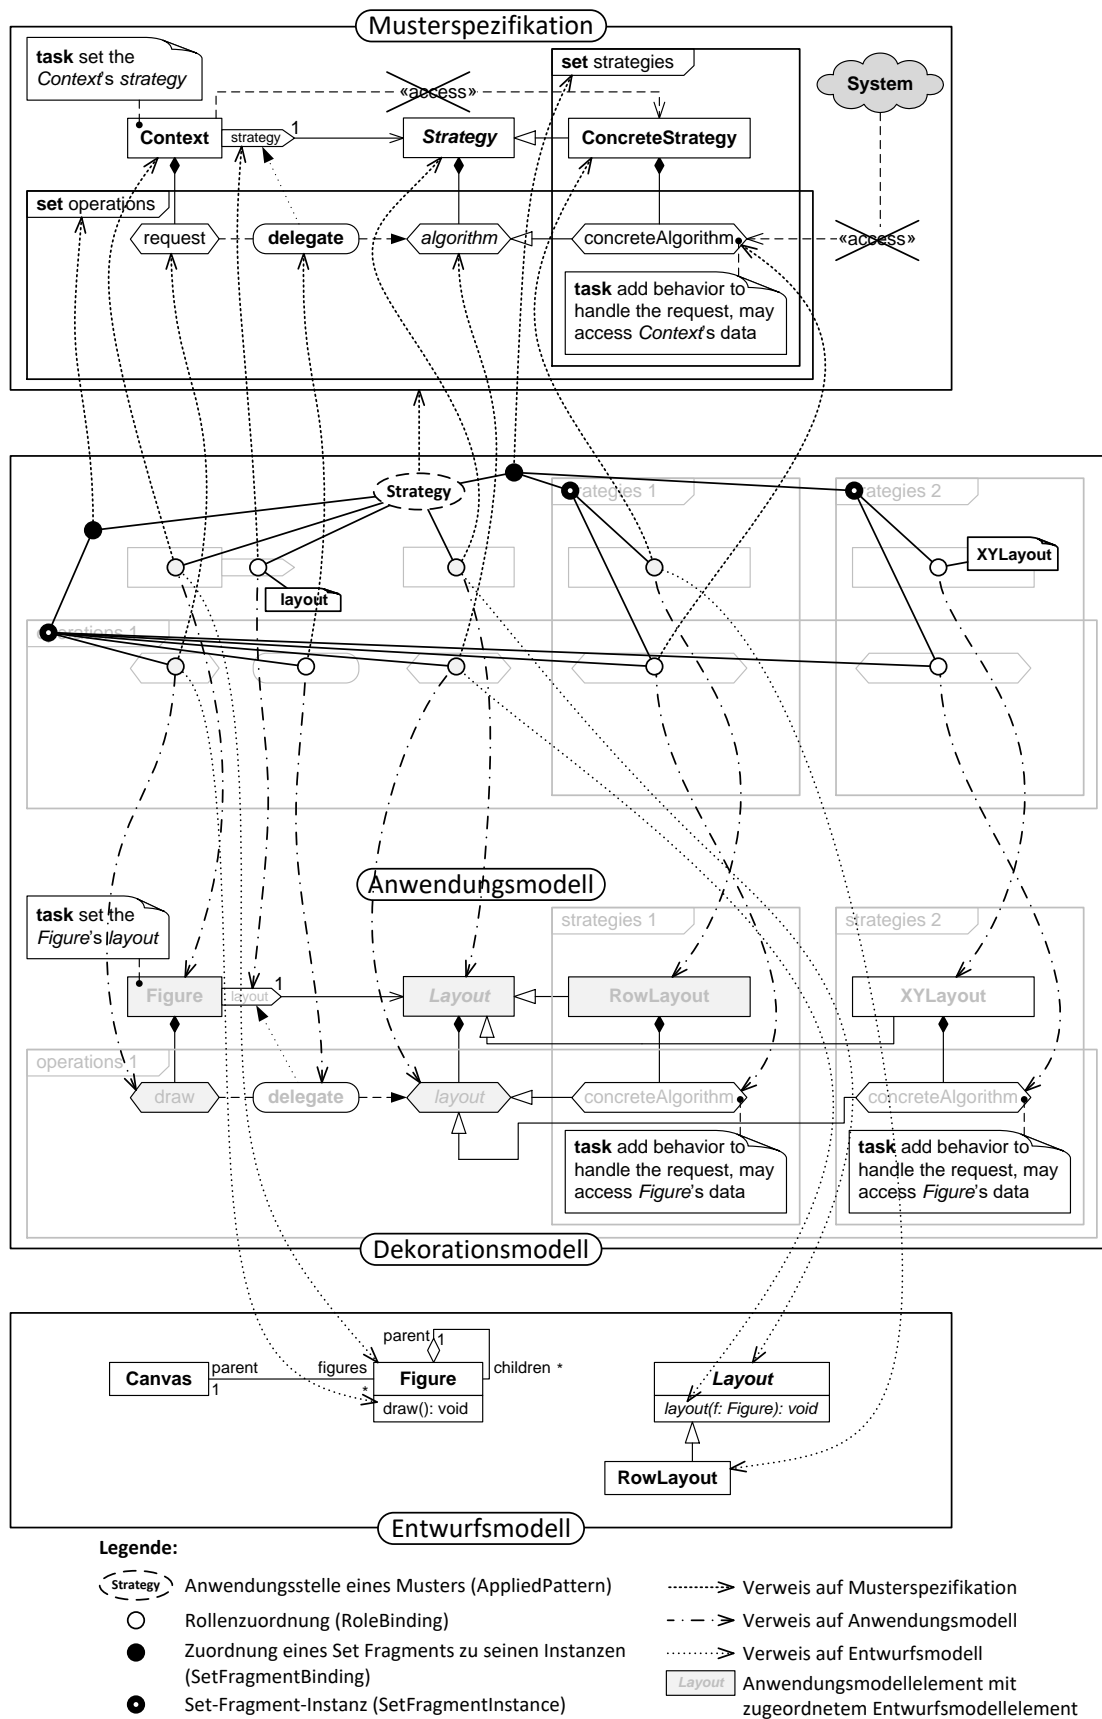 Musterspezifikation
task set the
Context's strategy
set strategies
System
«access»
Context
strategy
1
Strategy
ConcreteStrategy
set operations
request
delegate
algorithm
concreteAlgorithm
«access»
task add behavior to
handle the request, may
access Context's data
Strategy
strategies 1
strategies 2
XYLayout
layout
operations 1
Anwendungsmodell
task set the
Figure's layout
strategies 1
strategies 2
Figure
layout
1
Layout
RowLayout
XYLayout
operations 1
draw
delegate
layout
concreteAlgorithm
concreteAlgorithm
task add behavior to
handle the request, may
access Figure's data
task add behavior to
handle the request, may
access Figure's data
Dekorationsmodell
parent
1
Canvas
parent
1
figures
*
Figure
children *
draw(): void
Layout
layout(f: Figure): void
RowLayout
Entwurfsmodell
Legende:
Strategy
Anwendungsstelle eines Musters (AppliedPattern)
Rollenzuordnung (RoleBinding)
Zuordnung eines Set Fragments zu seinen Instanzen
(SetFragmentBinding)
Set-Fragment-Instanz (SetFragmentInstance)
Verweis auf Musterspezifikation
Verweis auf Anwendungsmodell
Verweis auf Entwurfsmodell
Layout
Anwendungsmodellelement mit
zugeordnetem Entwurfsmodellelement